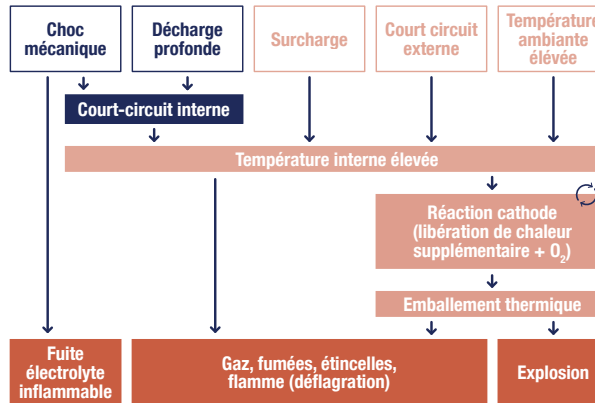 Choc
mécanique
Décharge
profonde
Surcharge
Court circuit
externe
Température
ambiante
élévée
Court-circuit interne
Température interne élevée
Réaction cathode
(libération de chaleur
supplémentaire + O₂)
Emballement thermique
Fuite
électrolyte
inflammable
Gaz, fumées, étincelles,
flamme (déflagration)
Explosion